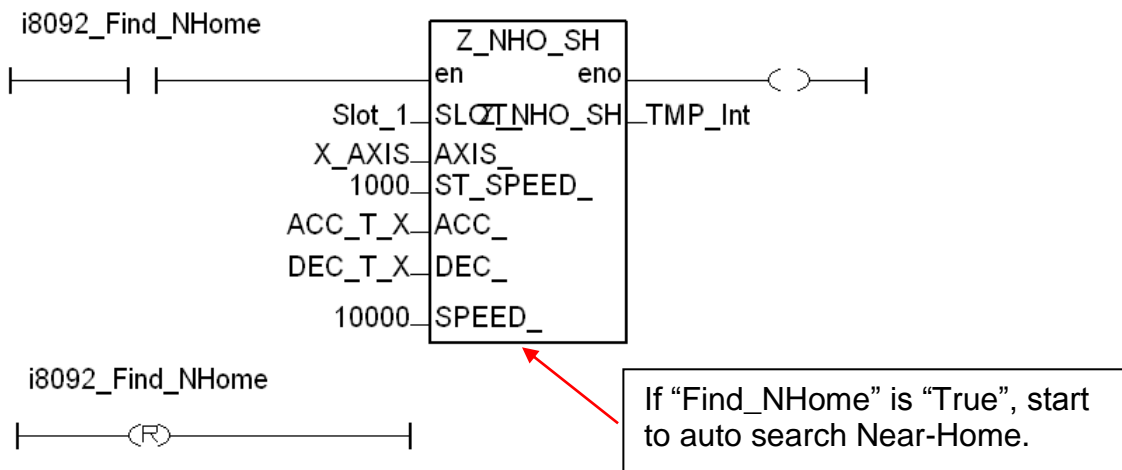 i8092_Find_NHome
Z_NHO_SH
en eno
Slot_1 SLOT_ Z_NHO_SH TMP_Int
X_AXIS AXIS_
1000 ST_SPEED_
ACC_T_X ACC_
DEC_T_X DEC_
10000 SPEED_
i8092_Find_NHome
R
If “Find_NHome” is “True”, start
to auto search Near-Home.